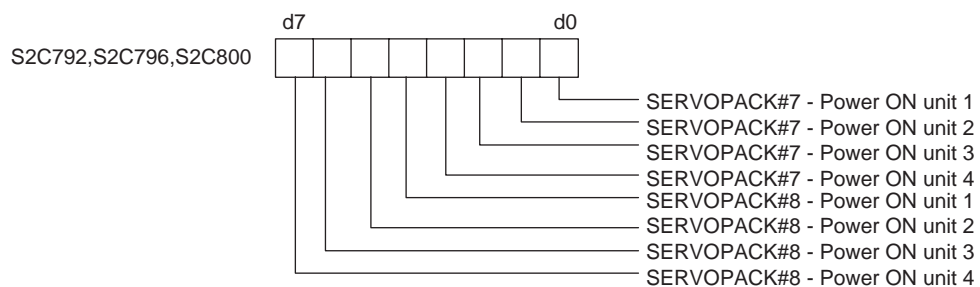 d7 d0
S2C792,S2C796,S2C800
SERVOPACK#7 - Power ON unit 1
SERVOPACK#7 - Power ON unit 2
SERVOPACK#7 - Power ON unit 3
SERVOPACK#7 - Power ON unit 4
SERVOPACK#8 - Power ON unit 1
SERVOPACK#8 - Power ON unit 2
SERVOPACK#8 - Power ON unit 3
SERVOPACK#8 - Power ON unit 4